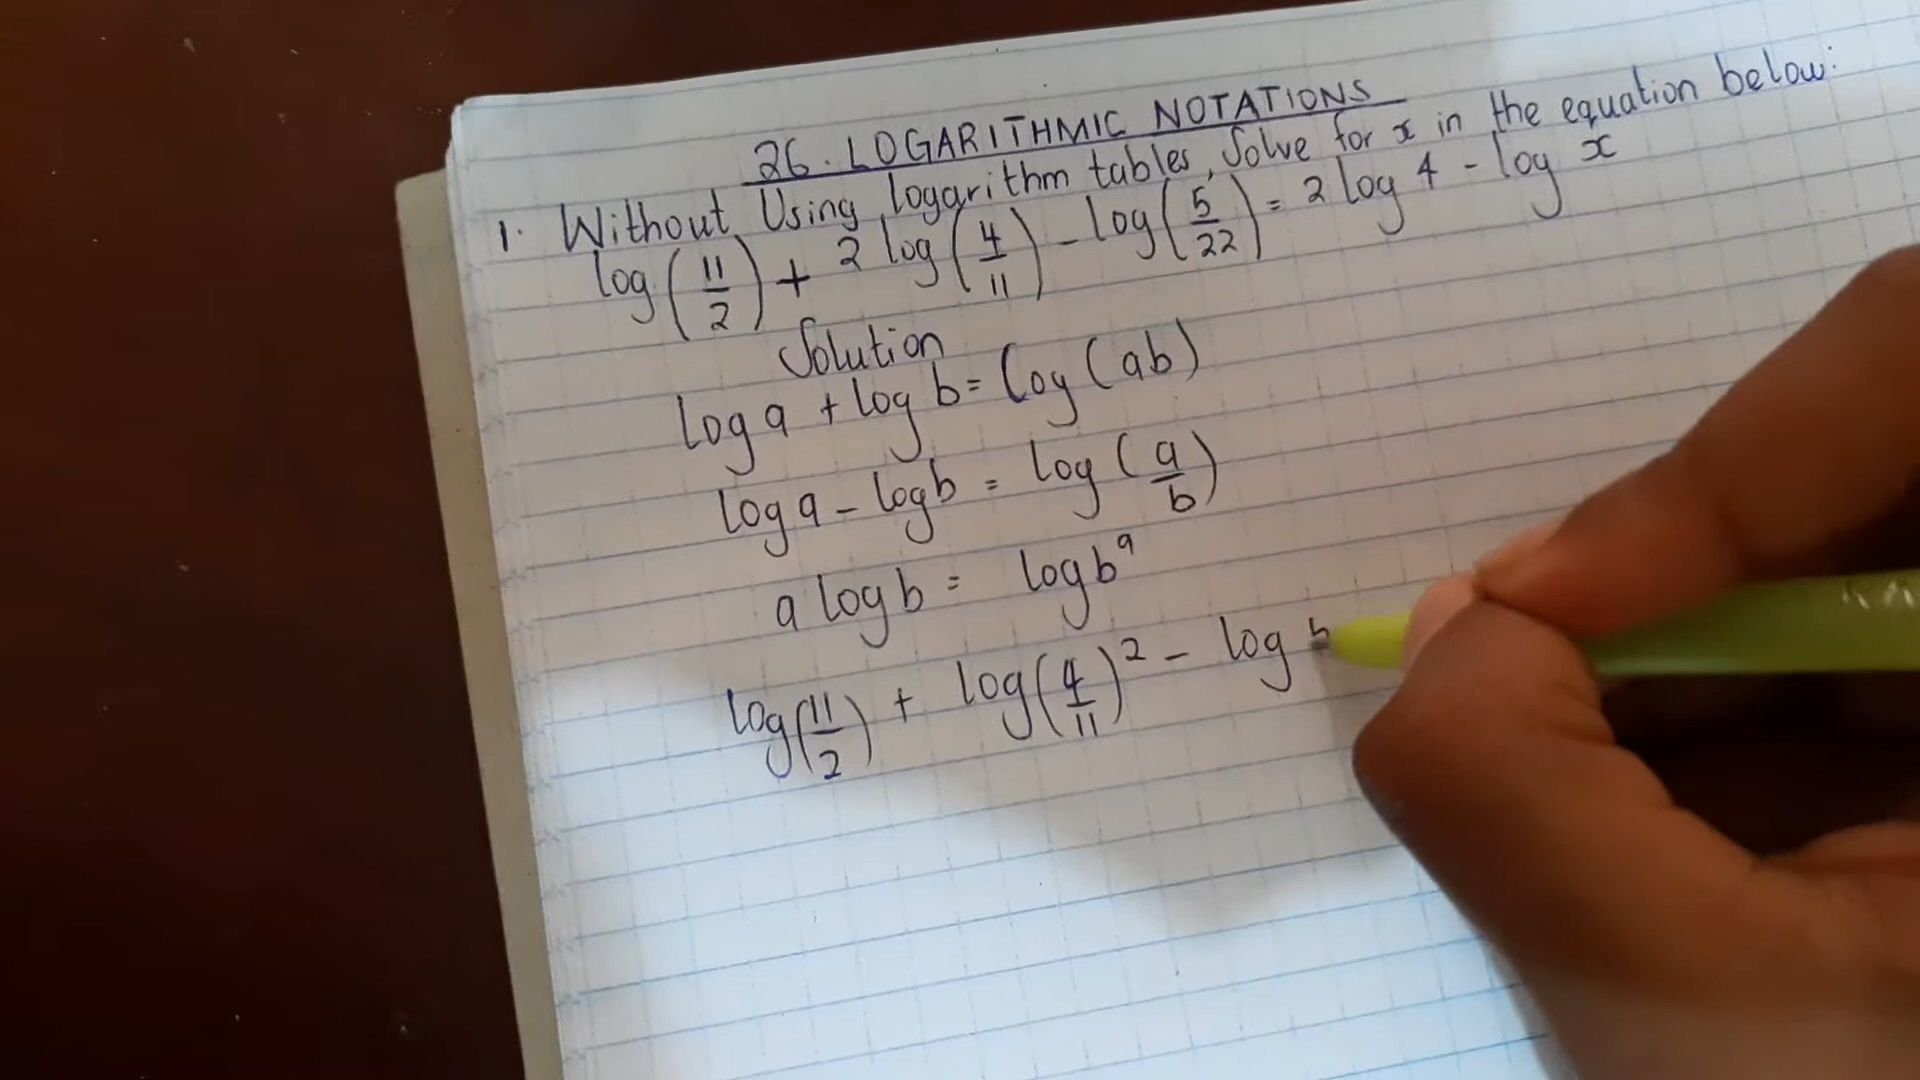 26. LOGARITHMIC NOTATIONS
1. Without Using logarithm tables, Solve for x in the equation below:
log(11/2) + 2 log(4/11) - log(5/22) = 2 log 4 - log x
Solution
log a + log b = log (ab)
log a - log b = log (a/b)
a log b = log b^a
log(11/2) + log(4/11)^2 - log